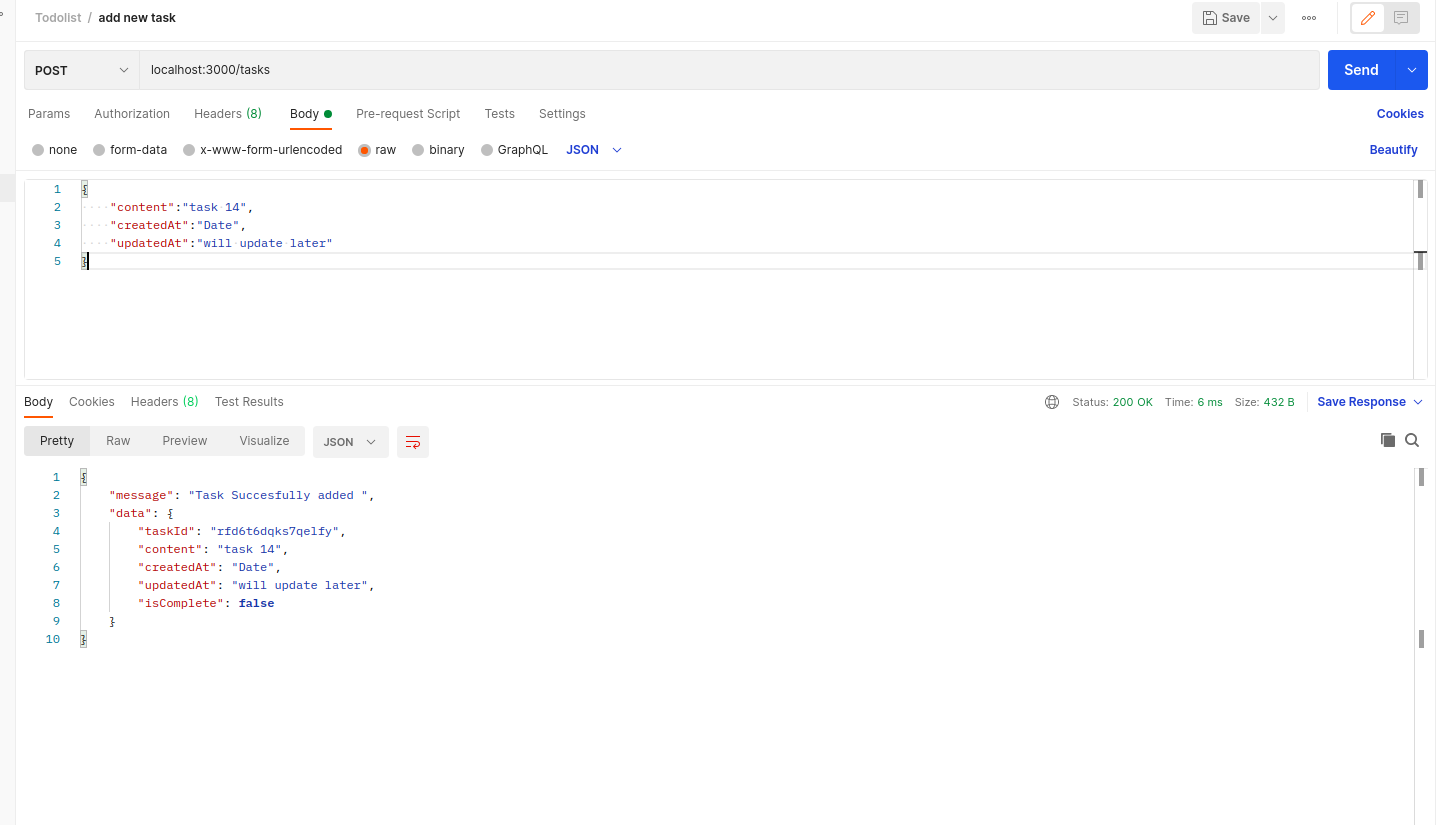 Todolist / add new task
Save
POST
localhost:3000/tasks
Send
Params
Authorization
Headers (8)
Body
Pre-request Script
Tests
Settings
Cookies
none
form-data
x-www-form-urlencoded
raw
binary
GraphQL
JSON
Beautify
1 {
2 "content":"task 14",
3 "createdAt":"Date",
4 "updatedAt":"will update later"
5 }
Body
Cookies
Headers (8)
Test Results
Status: 200 OK
Time: 6 ms
Size: 432 B
Save Response
Pretty
Raw
Preview
Visualize
JSON
1 {
2 "message": "Task Succesfully added ",
3 "data": {
4 "taskId": "rfd6t6dqks7qelfy",
5 "content": "task 14",
6 "createdAt": "Date",
7 "updatedAt": "will update later",
8 "isComplete": false
9 }
10 }